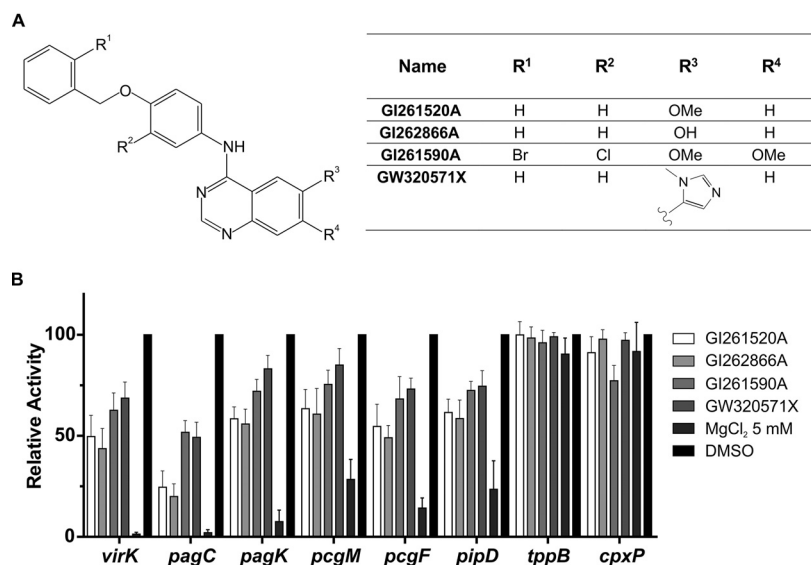 A
R¹
O
R²
NH
N
N
R³
R⁴
Name R¹ R² R³ R⁴
GI261520A H H OMe H
GI262866A H H OH H
GI261590A Br Cl OMe OMe
GW320571X H H H
N
N
B
Relative Activity
100
50
0
virK pagC pagK pcgM pcgF pipD tppB cpxP
GI261520A
GI262866A
GI261590A
GW320571X
MgCl₂ 5 mM
DMSO